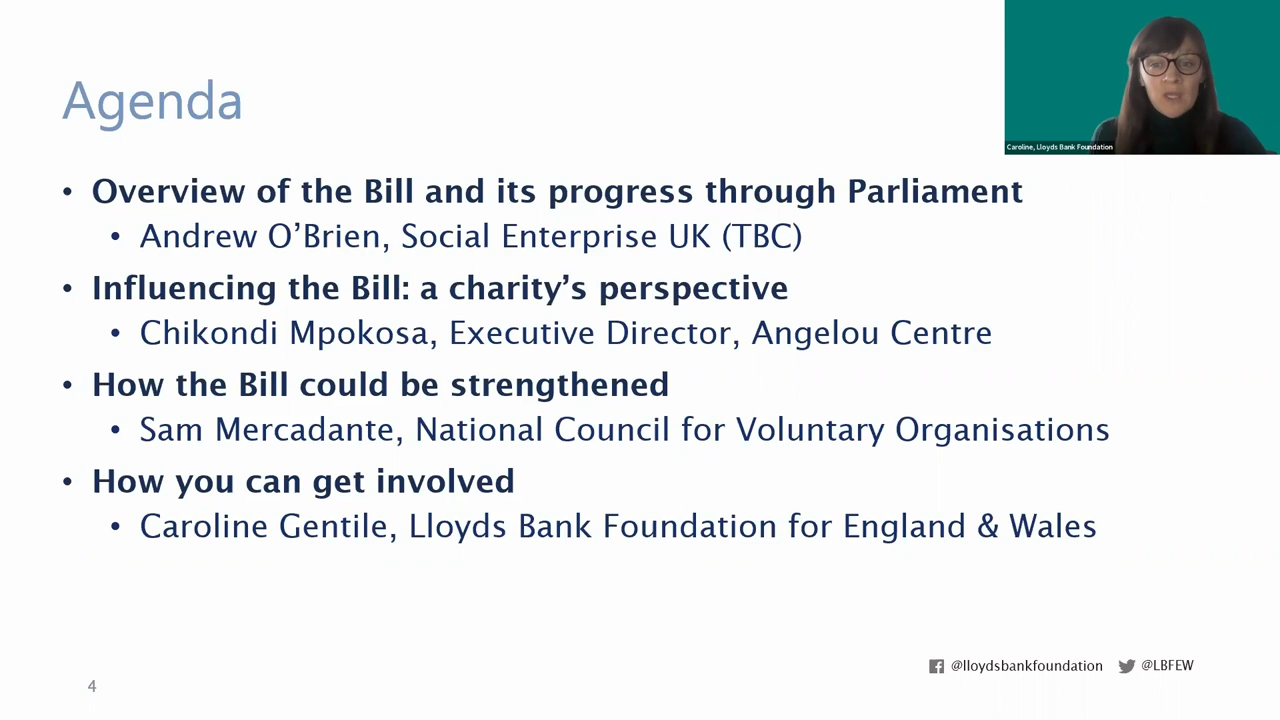 Agenda
Caroline, Lloyds Bank Foundation
• Overview of the Bill and its progress through Parliament
• Andrew O’Brien, Social Enterprise UK (TBC)
• Influencing the Bill: a charity’s perspective
• Chikondi Mpokosa, Executive Director, Angelou Centre
• How the Bill could be strengthened
• Sam Mercadante, National Council for Voluntary Organisations
• How you can get involved
• Caroline Gentile, Lloyds Bank Foundation for England & Wales
@lloydsbankfoundation @LBFEW
4